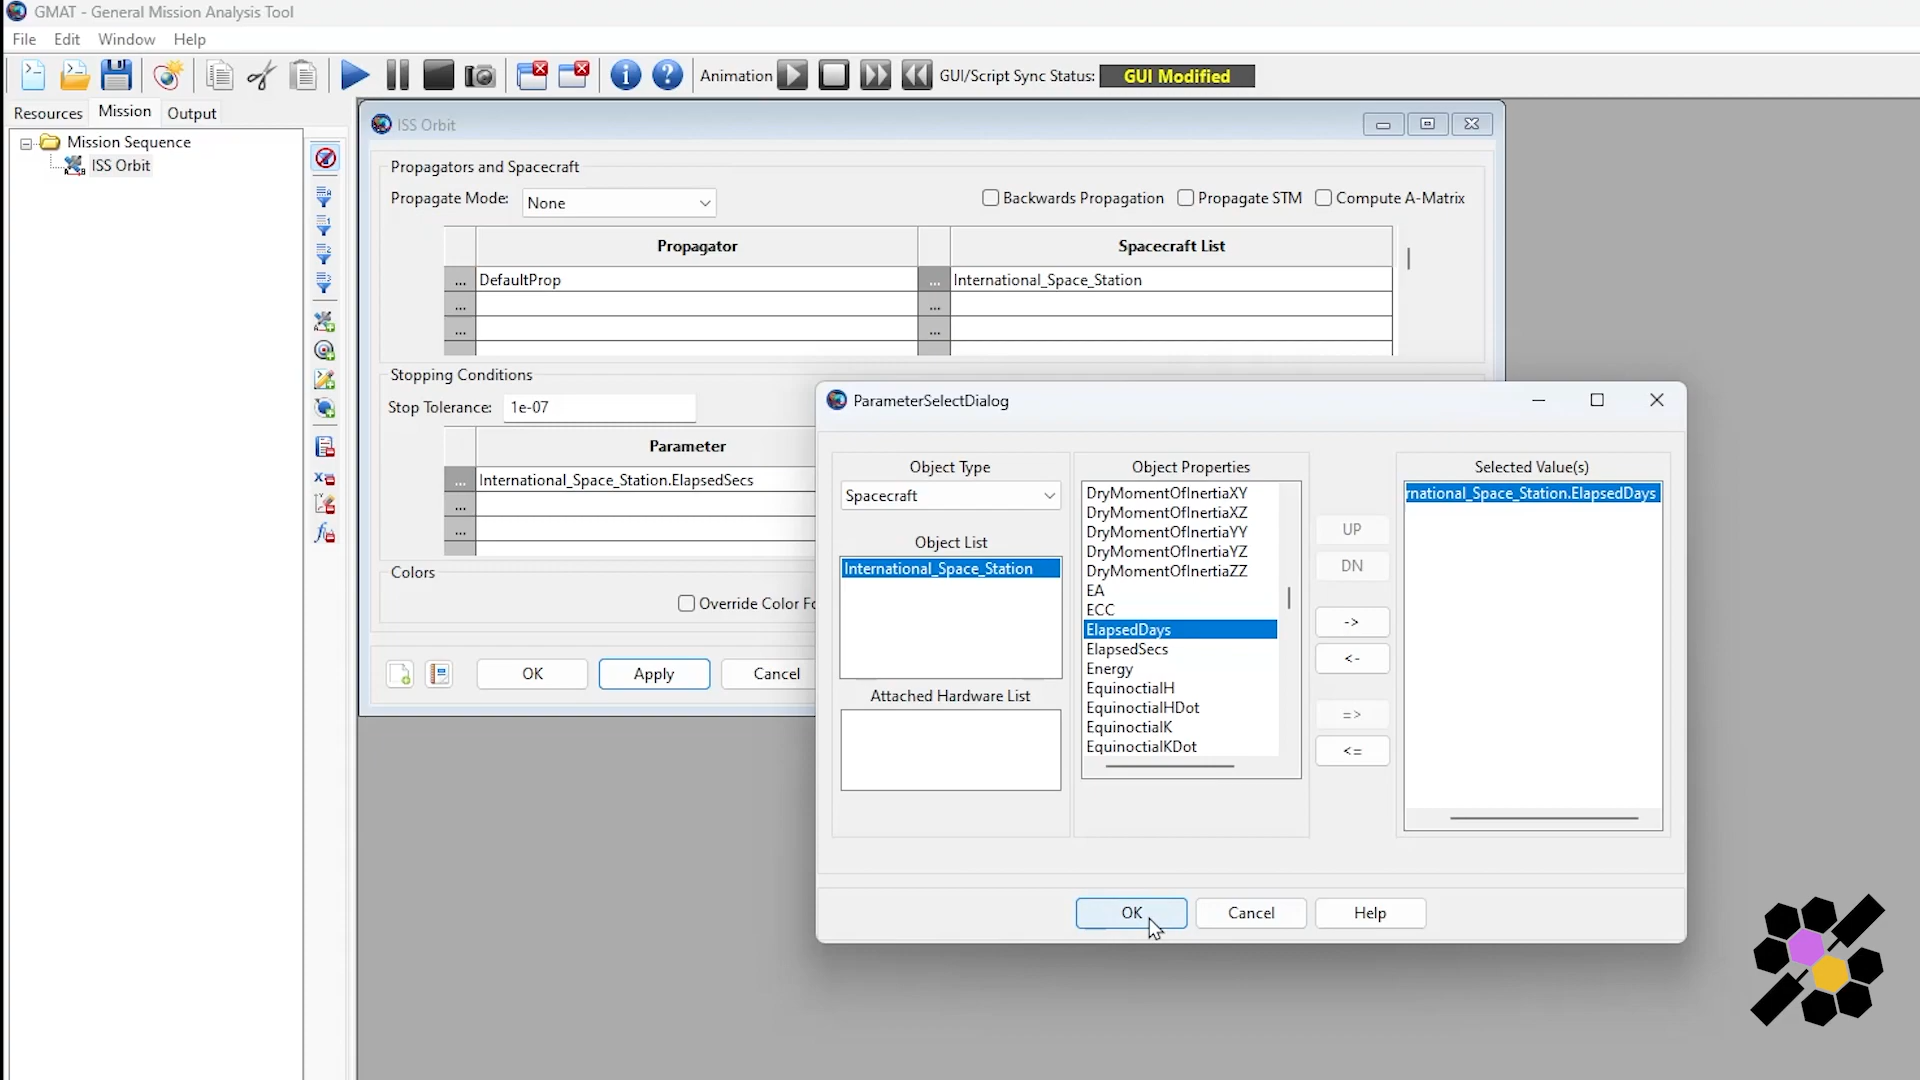 GMAT - General Mission Analysis Tool
File Edit Window Help
Animation GUI/Script Sync Status: GUI Modified
Resources Mission Output
Mission Sequence
ISS Orbit
ISS Orbit
Propagators and Spacecraft
Propagate Mode: None
Backwards Propagation Propagate STM Compute A-Matrix
Propagator Spacecraft List
... DefaultProp ... International_Space_Station
... ...
... ...
Stopping Conditions
Stop Tolerance: 1e-07
Parameter
... International_Space_Station.ElapsedSecs
...
...
Colors
Override Color Fo
OK Apply Cancel
ParameterSelectDialog
Object Type
Spacecraft
Object List
International_Space_Station
Attached Hardware List
Object Properties
DryMomentOfInertiaXY
DryMomentOfInertiaXZ
DryMomentOfInertiaYY
DryMomentOfInertiaYZ
DryMomentOfInertiaZZ
EA
ECC
ElapsedDays
ElapsedSecs
Energy
EquinoctialH
EquinoctialHDot
EquinoctialK
EquinoctialKDot
UP
DN
->
<-
=>
<=
Selected Value(s)
rnational_Space_Station.ElapsedDays
OK Cancel Help